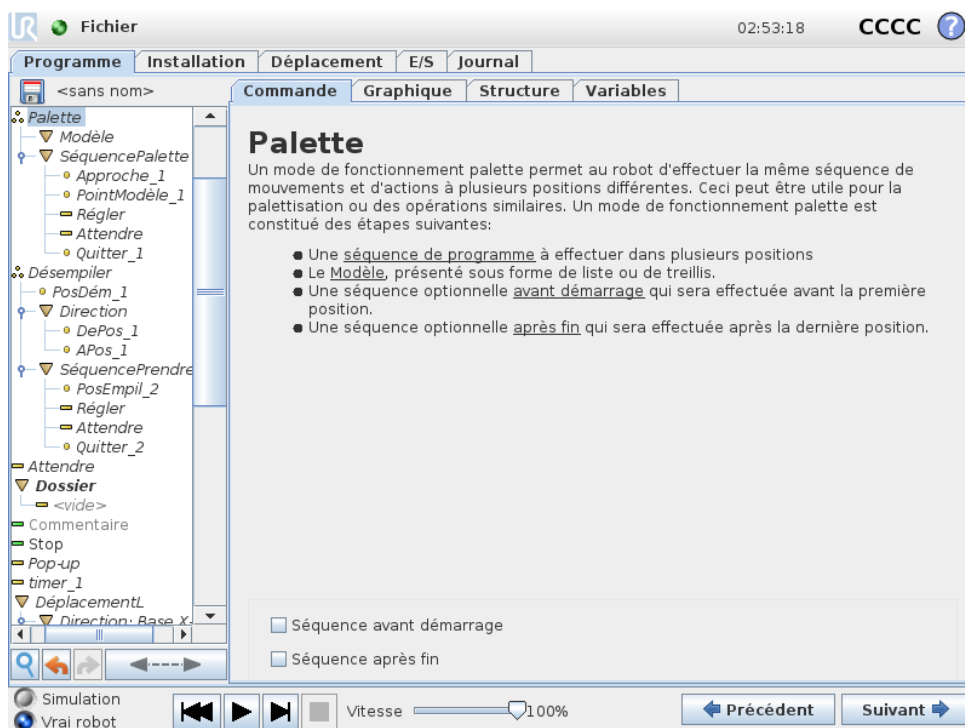 UR Fichier 02:53:18 CCCC ?
Programme Installation Déplacement E/S Journal
<sans nom>
Commande Graphique Structure Variables
Palette
Modèle
SéquencePalette
Approche_1
PointModèle_1
Régler
Attendre
Quitter_1
Désempiler
PosDém_1
Direction
DePos_1
APos_1
SéquencePrendre
PosEmpil_2
Régler
Attendre
Quitter_2
Attendre
Dossier
<vide>
Commentaire
Stop
Pop-up
timer_1
DéplacementL
Direction: Base X-
Palette
Un mode de fonctionnement palette permet au robot d'effectuer la même séquence de
mouvements et d'actions à plusieurs positions différentes. Ceci peut être utile pour la
palettisation ou des opérations similaires. Un mode de fonctionnement palette est
constitué des étapes suivantes:
Une séquence de programme à effectuer dans plusieurs positions
Le Modèle, présenté sous forme de liste ou de treillis.
Une séquence optionnelle avant démarrage qui sera effectuée avant la première
position.
Une séquence optionnelle après fin qui sera effectuée après la dernière position.
Séquence avant démarrage
Séquence après fin
Simulation
Vrai robot
Vitesse 100%
Précédent
Suivant